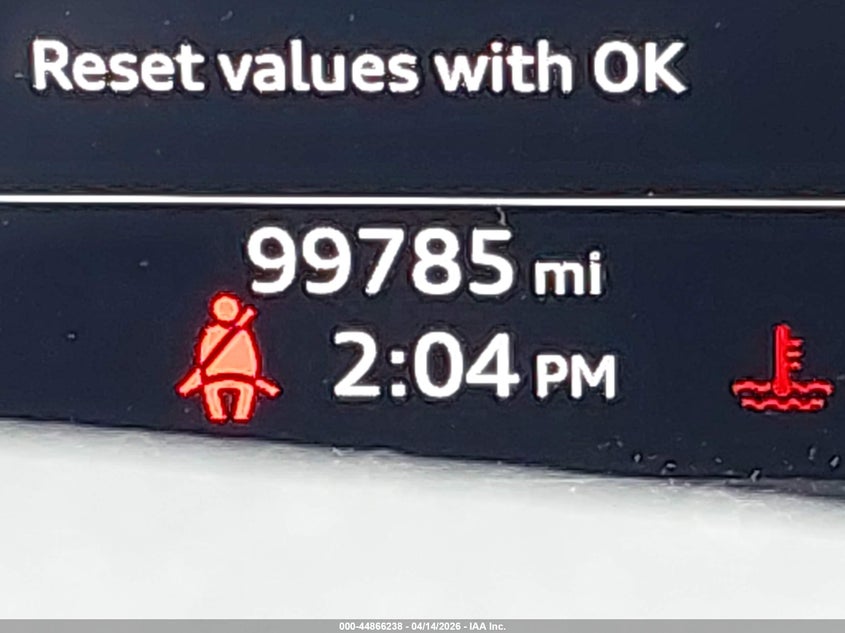 Reset values with OK
99785 mi
2:04 PM
000-44866238 - 04/14/2026 - IAA Inc.